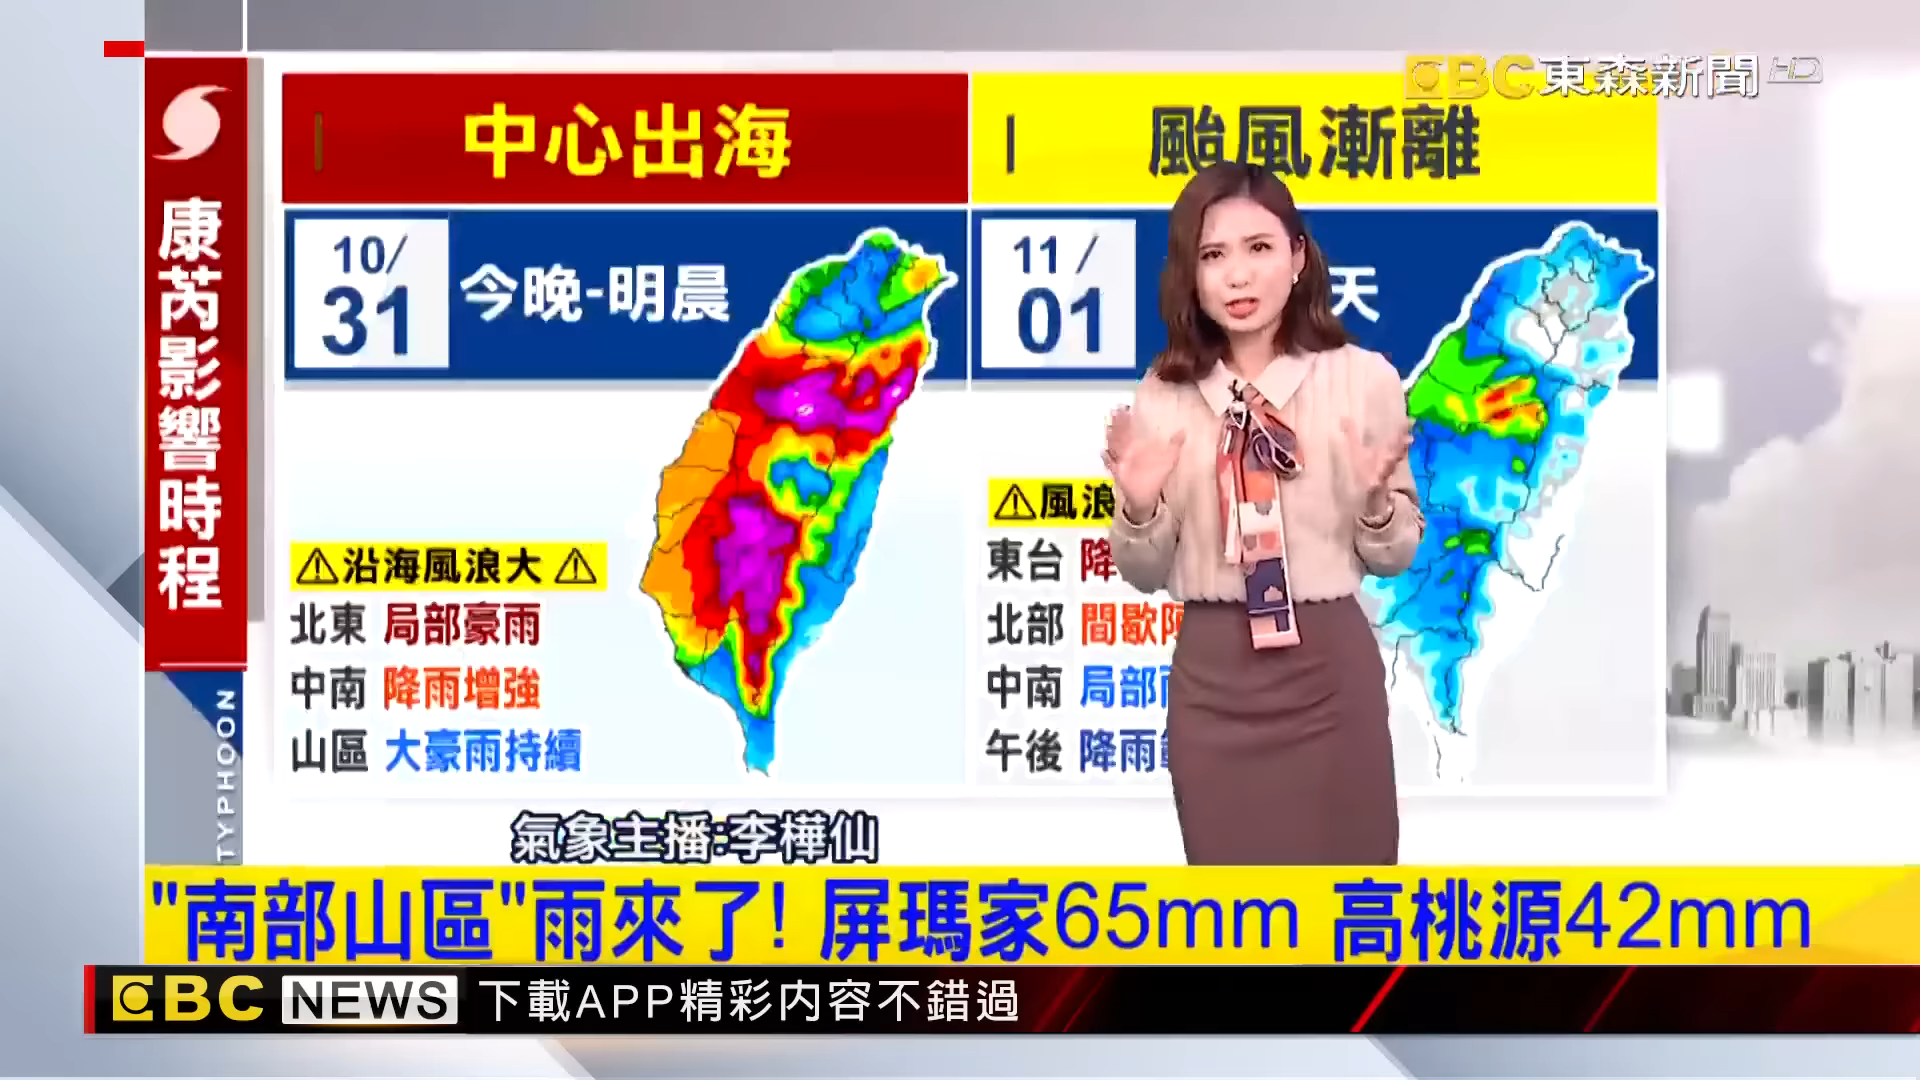 EBC東森新聞HD
康芮影響時程
TYPHOON
中心出海
10/
31
今晚-明晨
沿海風浪大
北東 局部豪雨
中南 降雨增強
山區 大豪雨持續
颱風漸離
11/
01
天
風浪
東台 降
北部 間歇
中南 局部
午後 降雨
氣象主播:李樺仙
"南部山區"雨來了! 屏瑪家65mm 高桃源42mm
EBC NEWS 下載APP精彩內容不錯過